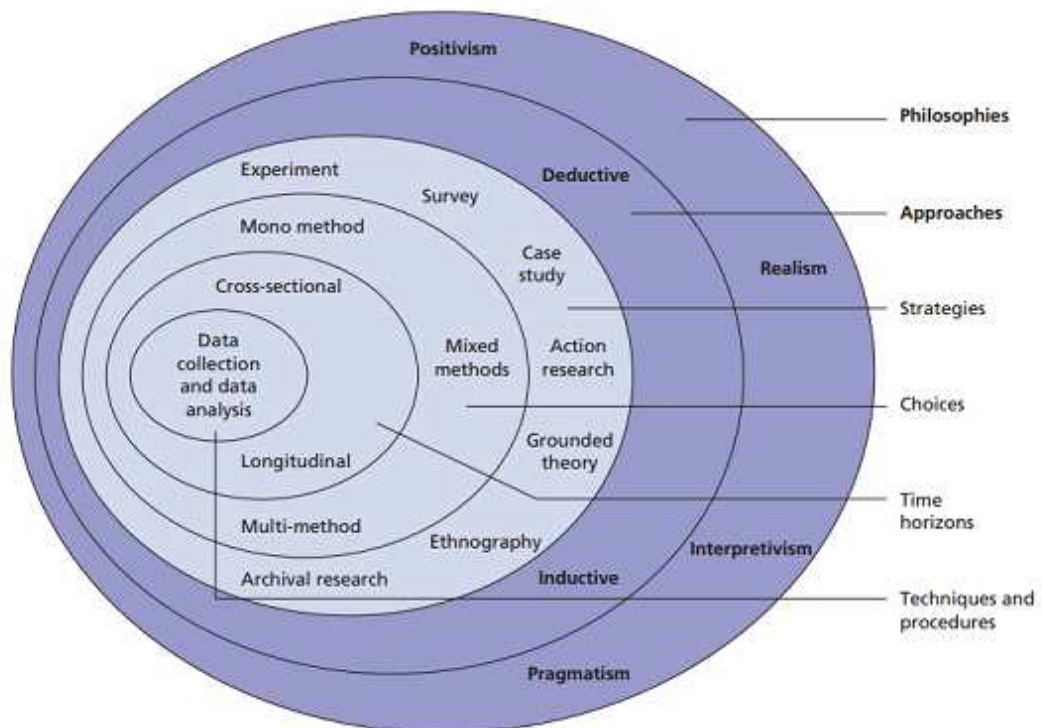 Positivism
Philosophies
Experiment
Deductive
Survey
Approaches
Mono method
Case
study
Realism
Cross-sectional
Strategies
Data
collection
and data
analysis
Mixed
methods
Action
research
Choices
Grounded
theory
Longitudinal
Time
horizons
Multi-method
Ethnography
Interpretivism
Archival research
Inductive
Techniques and
procedures
Pragmatism